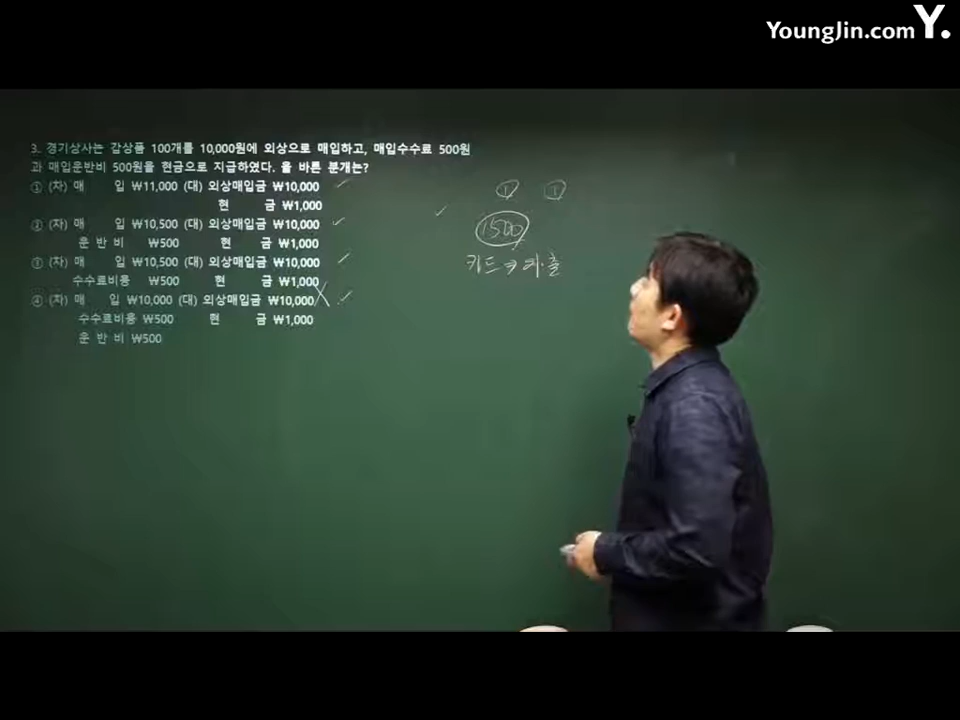 YoungJin.com Y.
3. 경기상사는 갑상품 100개를 10,000원에 외상으로 매입하고, 매입수수료 500원
과 매입운반비 500원을 현금으로 지급하였다. 올 바른 분개는?
① (차) 매 입 ₩11,000 (대) 외상매입금 ₩10,000
현 금 ₩1,000
② (차) 매 입 ₩10,500 (대) 외상매입금 ₩10,000
운 반 비 ₩500 현 금 ₩1,000
③ (차) 매 입 ₩10,500 (대) 외상매입금 ₩10,000
수수료비용 ₩500 현 금 ₩1,000
④ (차) 매 입 ₩10,000 (대) 외상매입금 ₩10,000
수수료비용 ₩500 현 금 ₩1,000
운 반 비 ₩500
① ①
1500